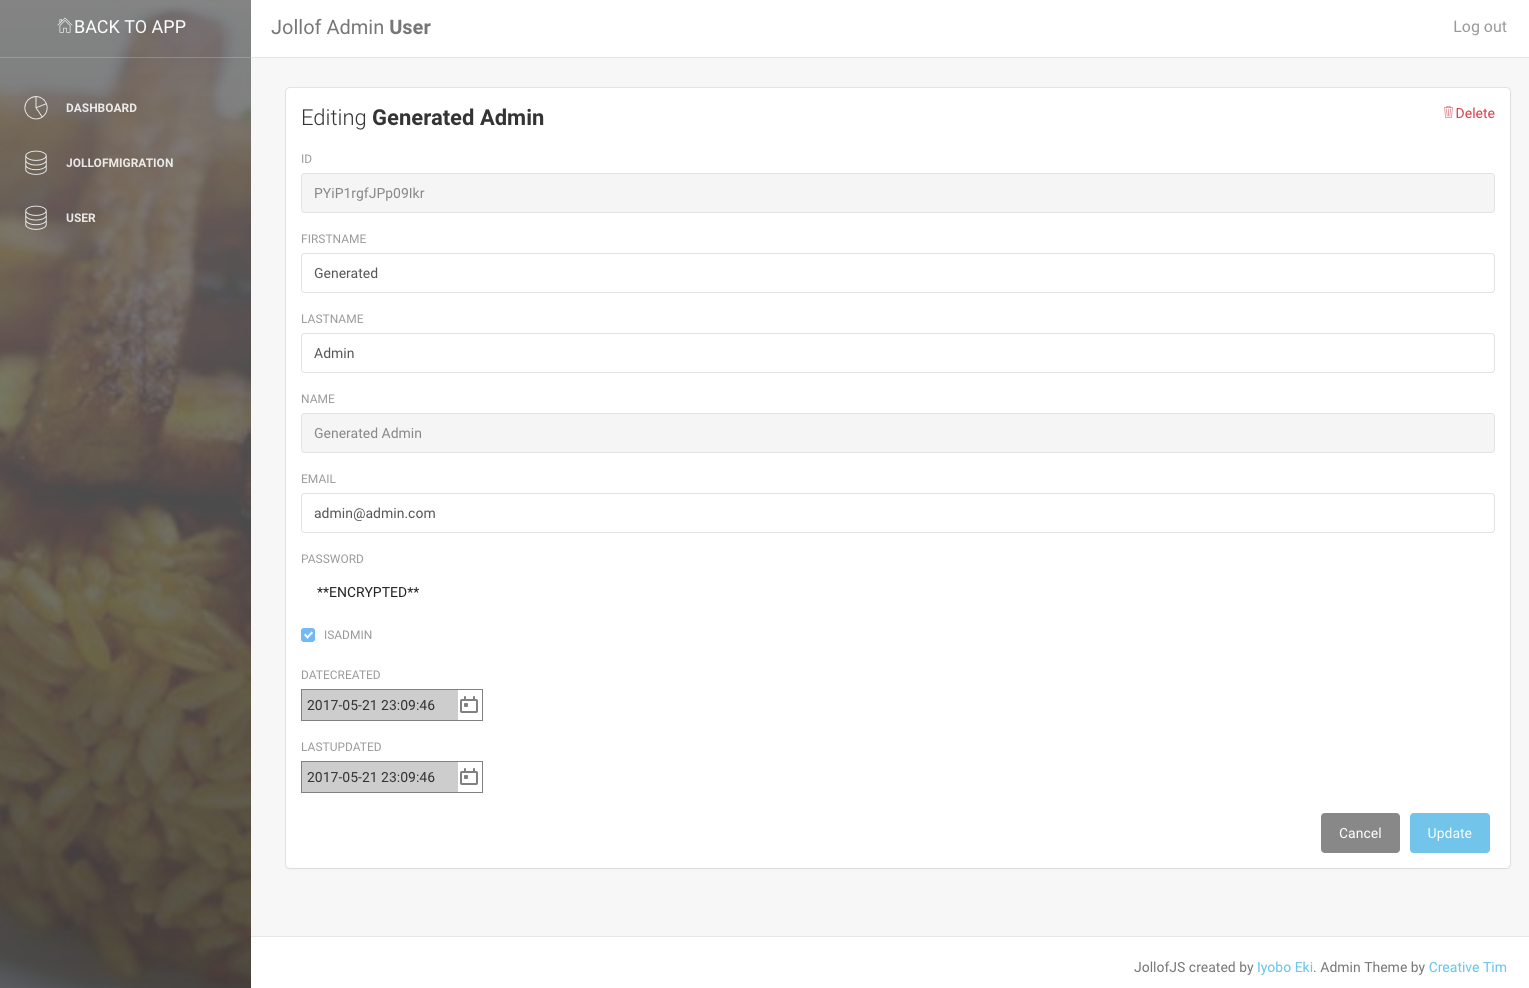 BACK TO APP
Jollof Admin User
Log out
DASHBOARD
JOLLOFMIGRATION
USER
Editing Generated Admin
Delete
ID
PYiP1rgfJPp09lkr
FIRSTNAME
Generated
LASTNAME
Admin
NAME
Generated Admin
EMAIL
admin@admin.com
PASSWORD
**ENCRYPTED**
ISADMIN
DATECREATED
2017-05-21 23:09:46
LASTUPDATED
2017-05-21 23:09:46
Cancel
Update
JollofJS created by Iyobo Eki. Admin Theme by Creative Tim